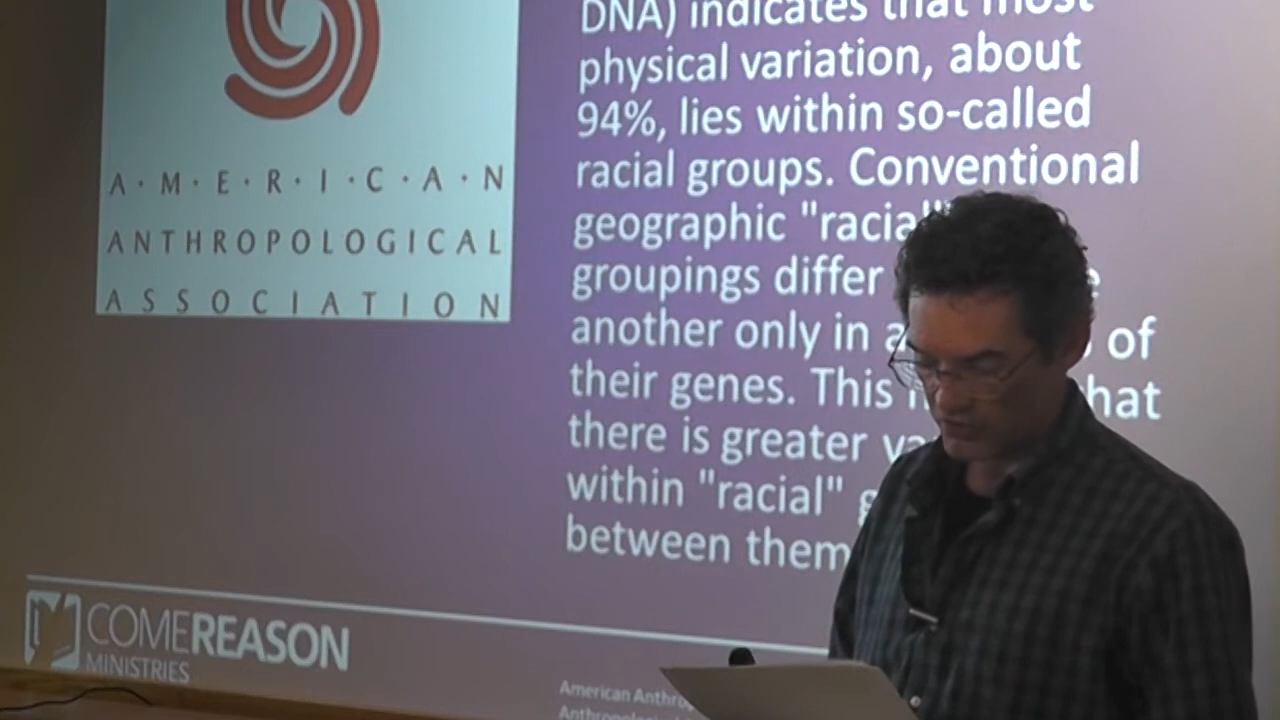 A·M·E·R·I·C·A·N
ANTHROPOLOGICAL
ASSOCIATION
DNA) indicates that most
physical variation, about
94%, lies within so-called
racial groups. Conventional
geographic "racial"
groupings differ
another only in a of
their genes. This that
there is greater
within "racial"
between them
COMEREASON
MINISTRIES
American